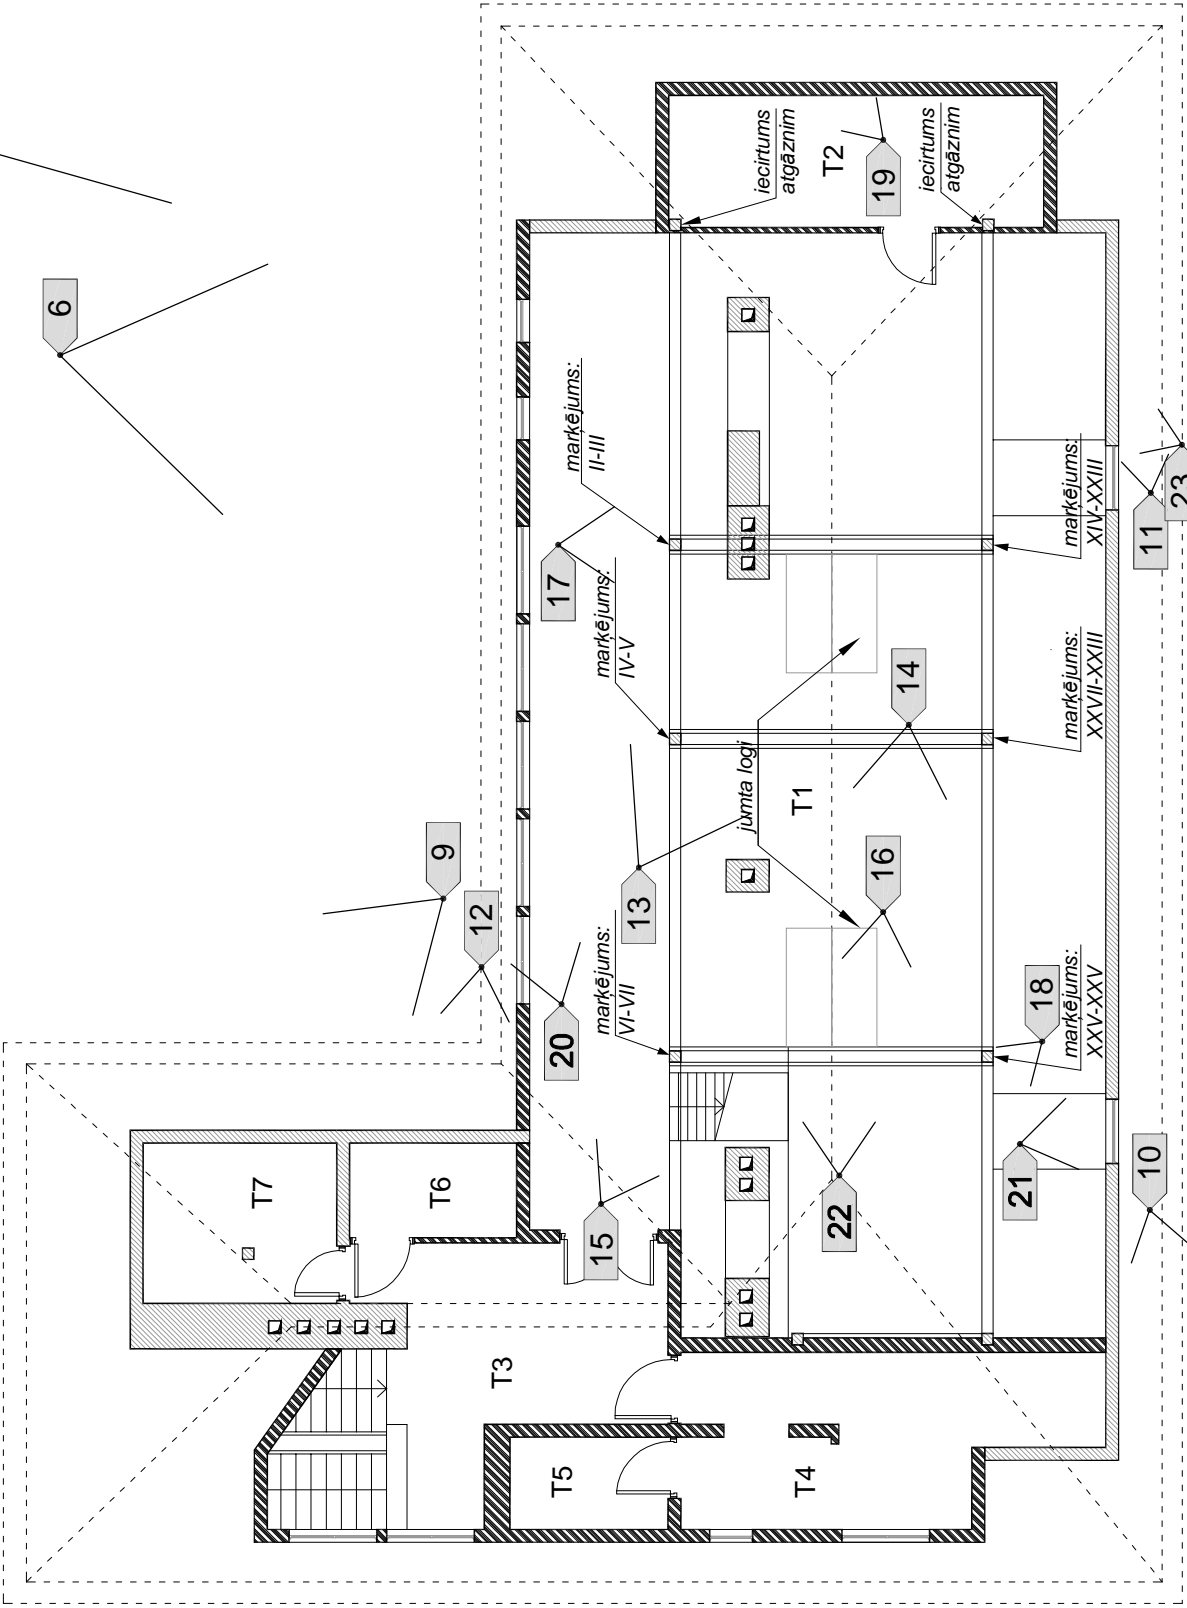 6
T7
T6
9
12
T3
17
20
T5
marķējums:
II-III
15
marķējums:
VI-VII
marķējums:
IV-V
13
jumta logi
iecirtums
atgāznim
T1
T4
T2
22
16
19
14
iecirtums
atgāznim
21
18
marķējums:
XXV-XXV
marķējums:
XXVII-XXIII
marķējums:
XIV-XXIII
10
11
23